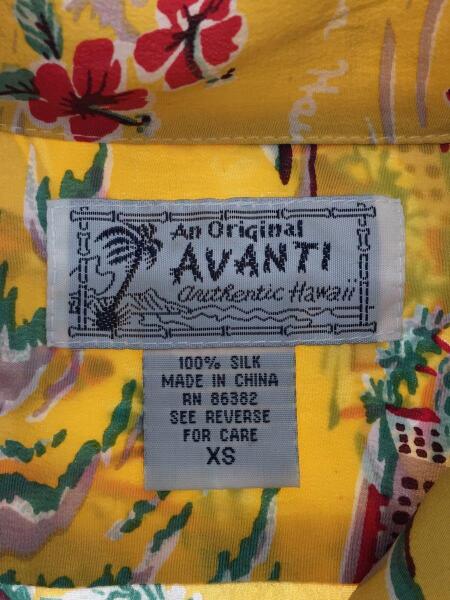 An Original
AVANTI
authentic Hawaii
100% SILK
MADE IN CHINA
RN 86382
SEE REVERSE
FOR CARE
XS